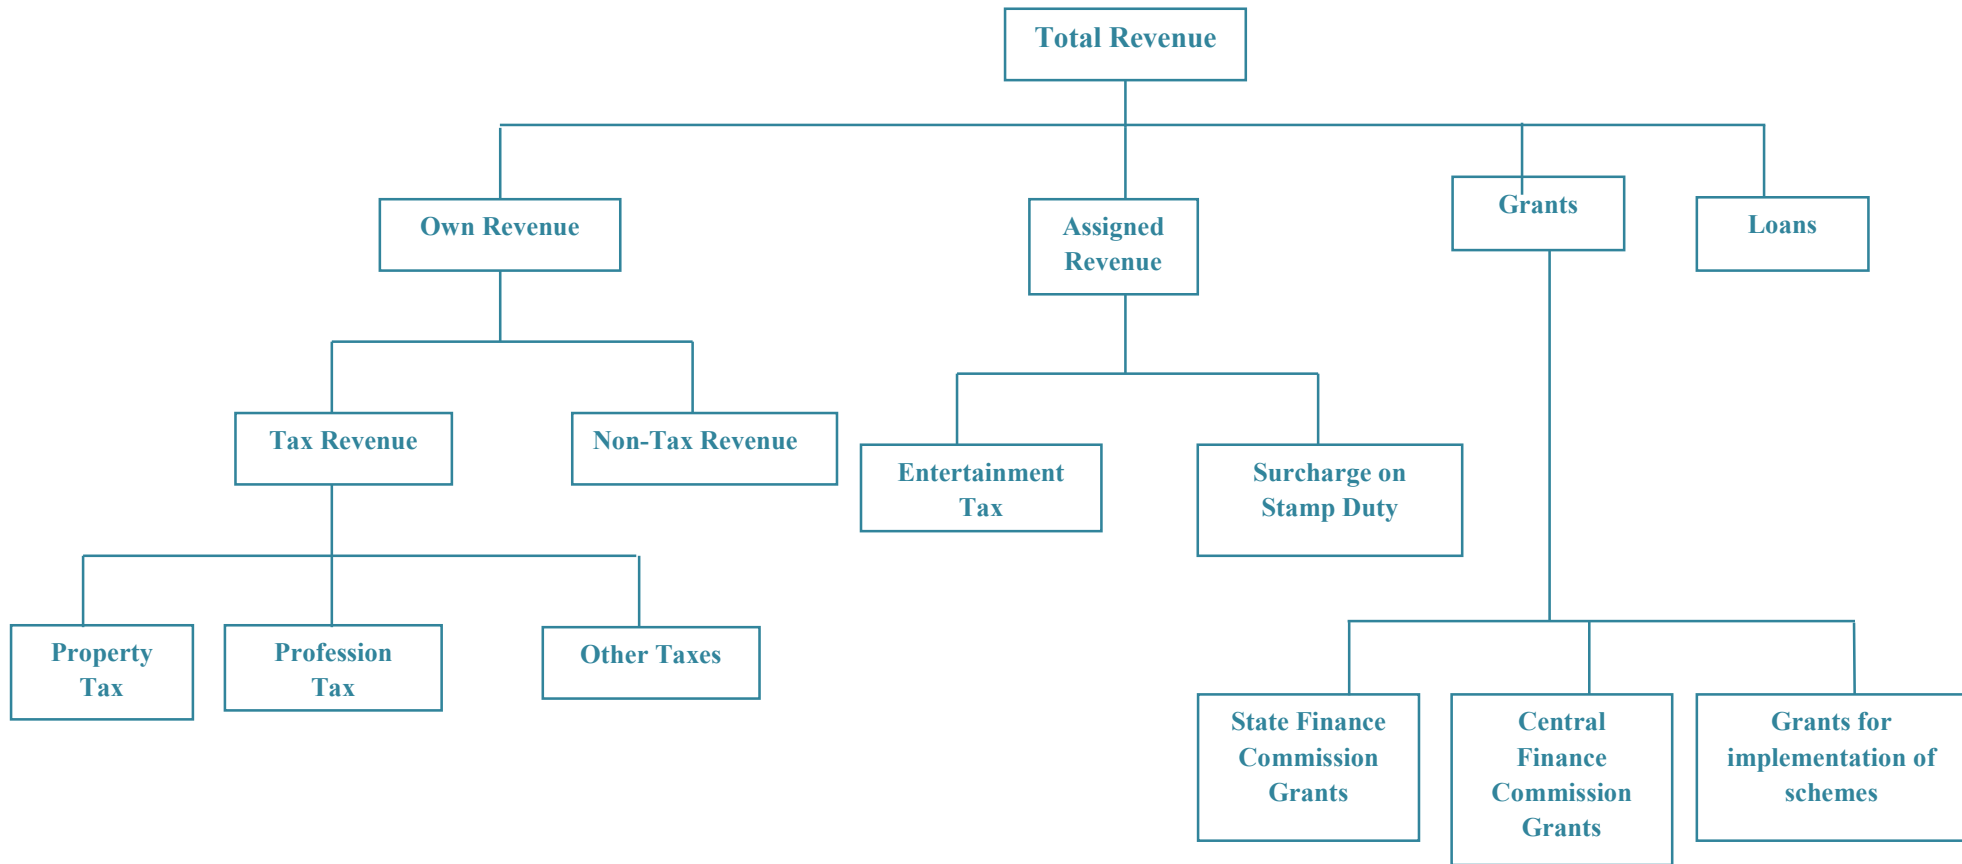 Total Revenue
Own Revenue
Assigned
Revenue
Grants
Loans
Tax Revenue
Non-Tax Revenue
Entertainment
Tax
Surcharge on
Stamp Duty
Property
Tax
Profession
Tax
Other Taxes
State Finance
Commission
Grants
Central
Finance
Commission
Grants
Grants for
implementation of
schemes